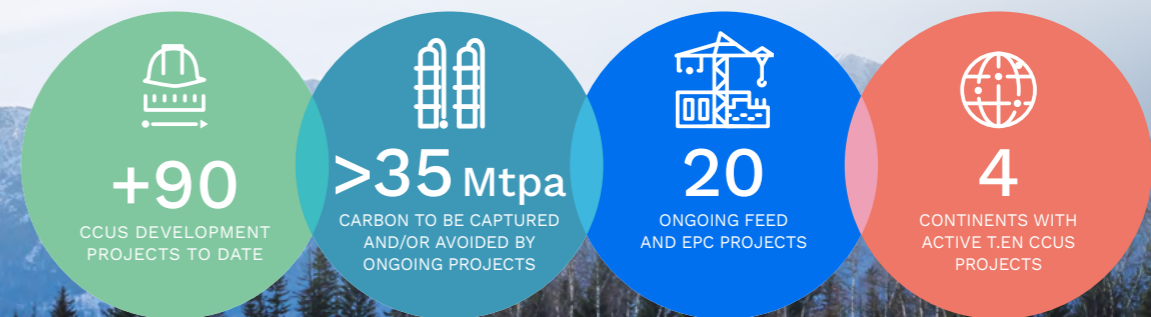 +90
CCUS DEVELOPMENT
PROJECTS TO DATE
>35 Mtpa
CARBON TO BE CAPTURED
AND/OR AVOIDED BY
ONGOING PROJECTS
20
ONGOING FEED
AND EPC PROJECTS
4
CONTINENTS WITH
ACTIVE T.EN CCUS
PROJECTS